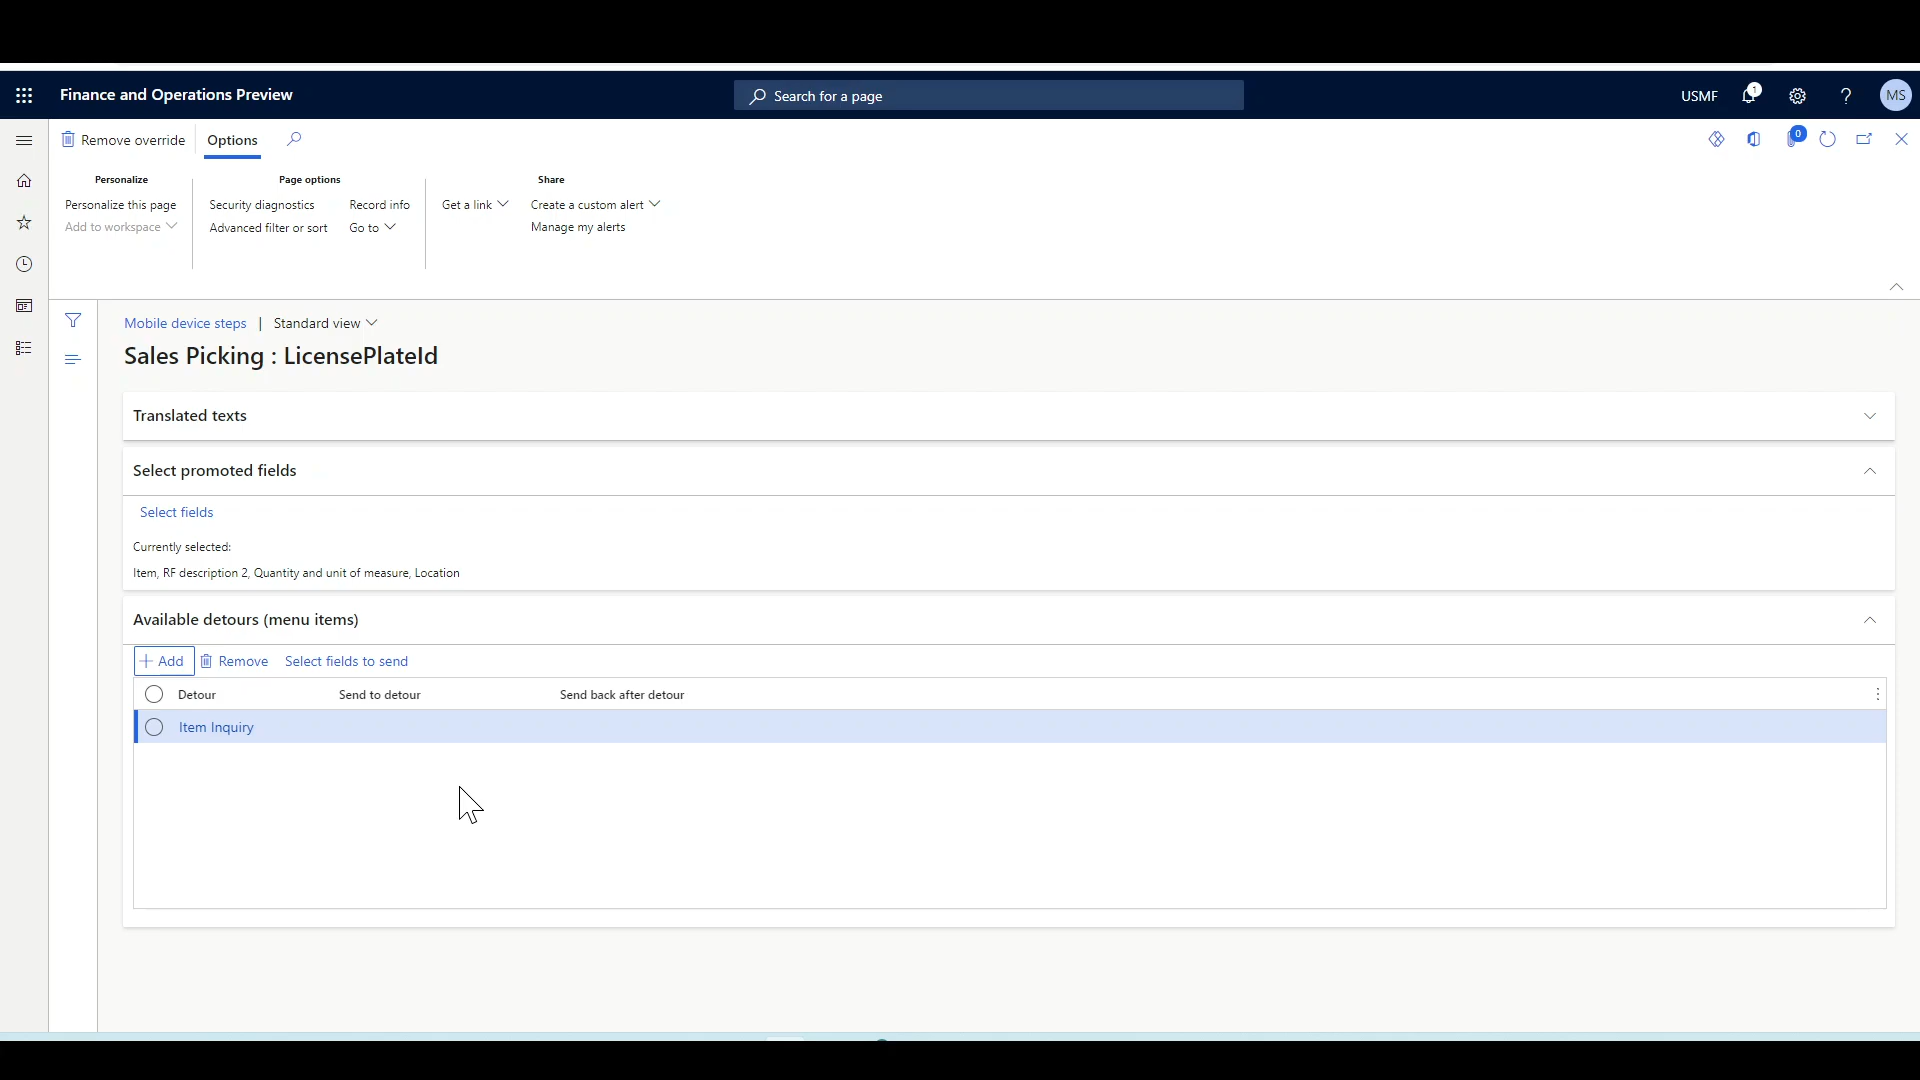 Finance and Operations Preview
Search for a page
USMF
1
?
MS
Remove override
Options
0
Personalize
Page options
Share
Personalize this page
Security diagnostics
Record info
Get a link
Create a custom alert
Add to workspace
Advanced filter or sort
Go to
Manage my alerts
Mobile device steps | Standard view
Sales Picking : LicensePlateId
Translated texts
Select promoted fields
Select fields
Currently selected:
Item, RF description 2, Quantity and unit of measure, Location
Available detours (menu items)
+ Add
Remove
Select fields to send
Detour
Send to detour
Send back after detour
Item Inquiry